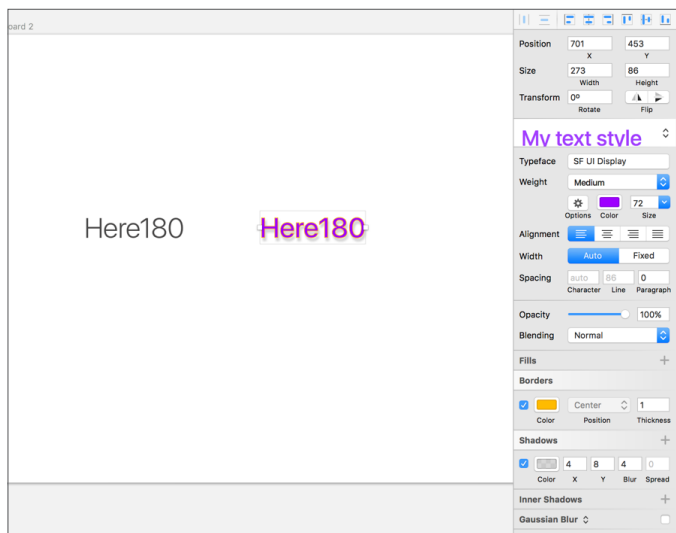 oard 2
Here180 Here180
Position 701 453
X Y
Size 273 86
Width Height
Transform 0º
Rotate Flip
My text style
Typeface SF UI Display
Weight Medium
72
Options Color Size
Alignment
Width Auto Fixed
Spacing auto 86 0
Character Line Paragraph
Opacity 100%
Blending Normal
Fills
Borders
Center 1
Color Position Thickness
Shadows
4 8 4 0
Color X Y Blur Spread
Inner Shadows
Gaussian Blur